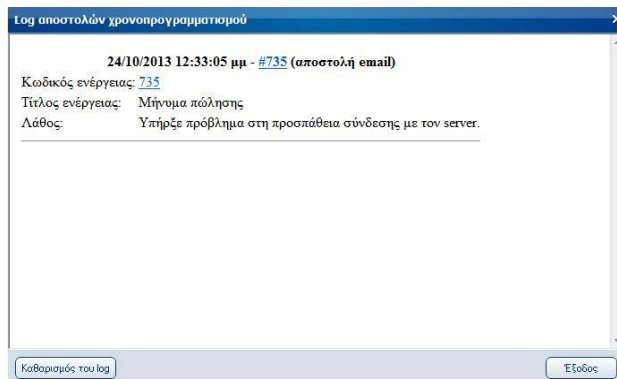 Log αποστολών χρονοπρογραμματισμού
24/10/2013 12:33:05 μμ - #735 (αποστολή email)
Κωδικός ενέργειας: 735
Τίτλος ενέργειας: Μήνυμα πώλησης
Λάθος: Υπήρξε πρόβλημα στη προσπάθεια σύνδεσης με τον server.
Καθαρισμός του log
Έξοδος